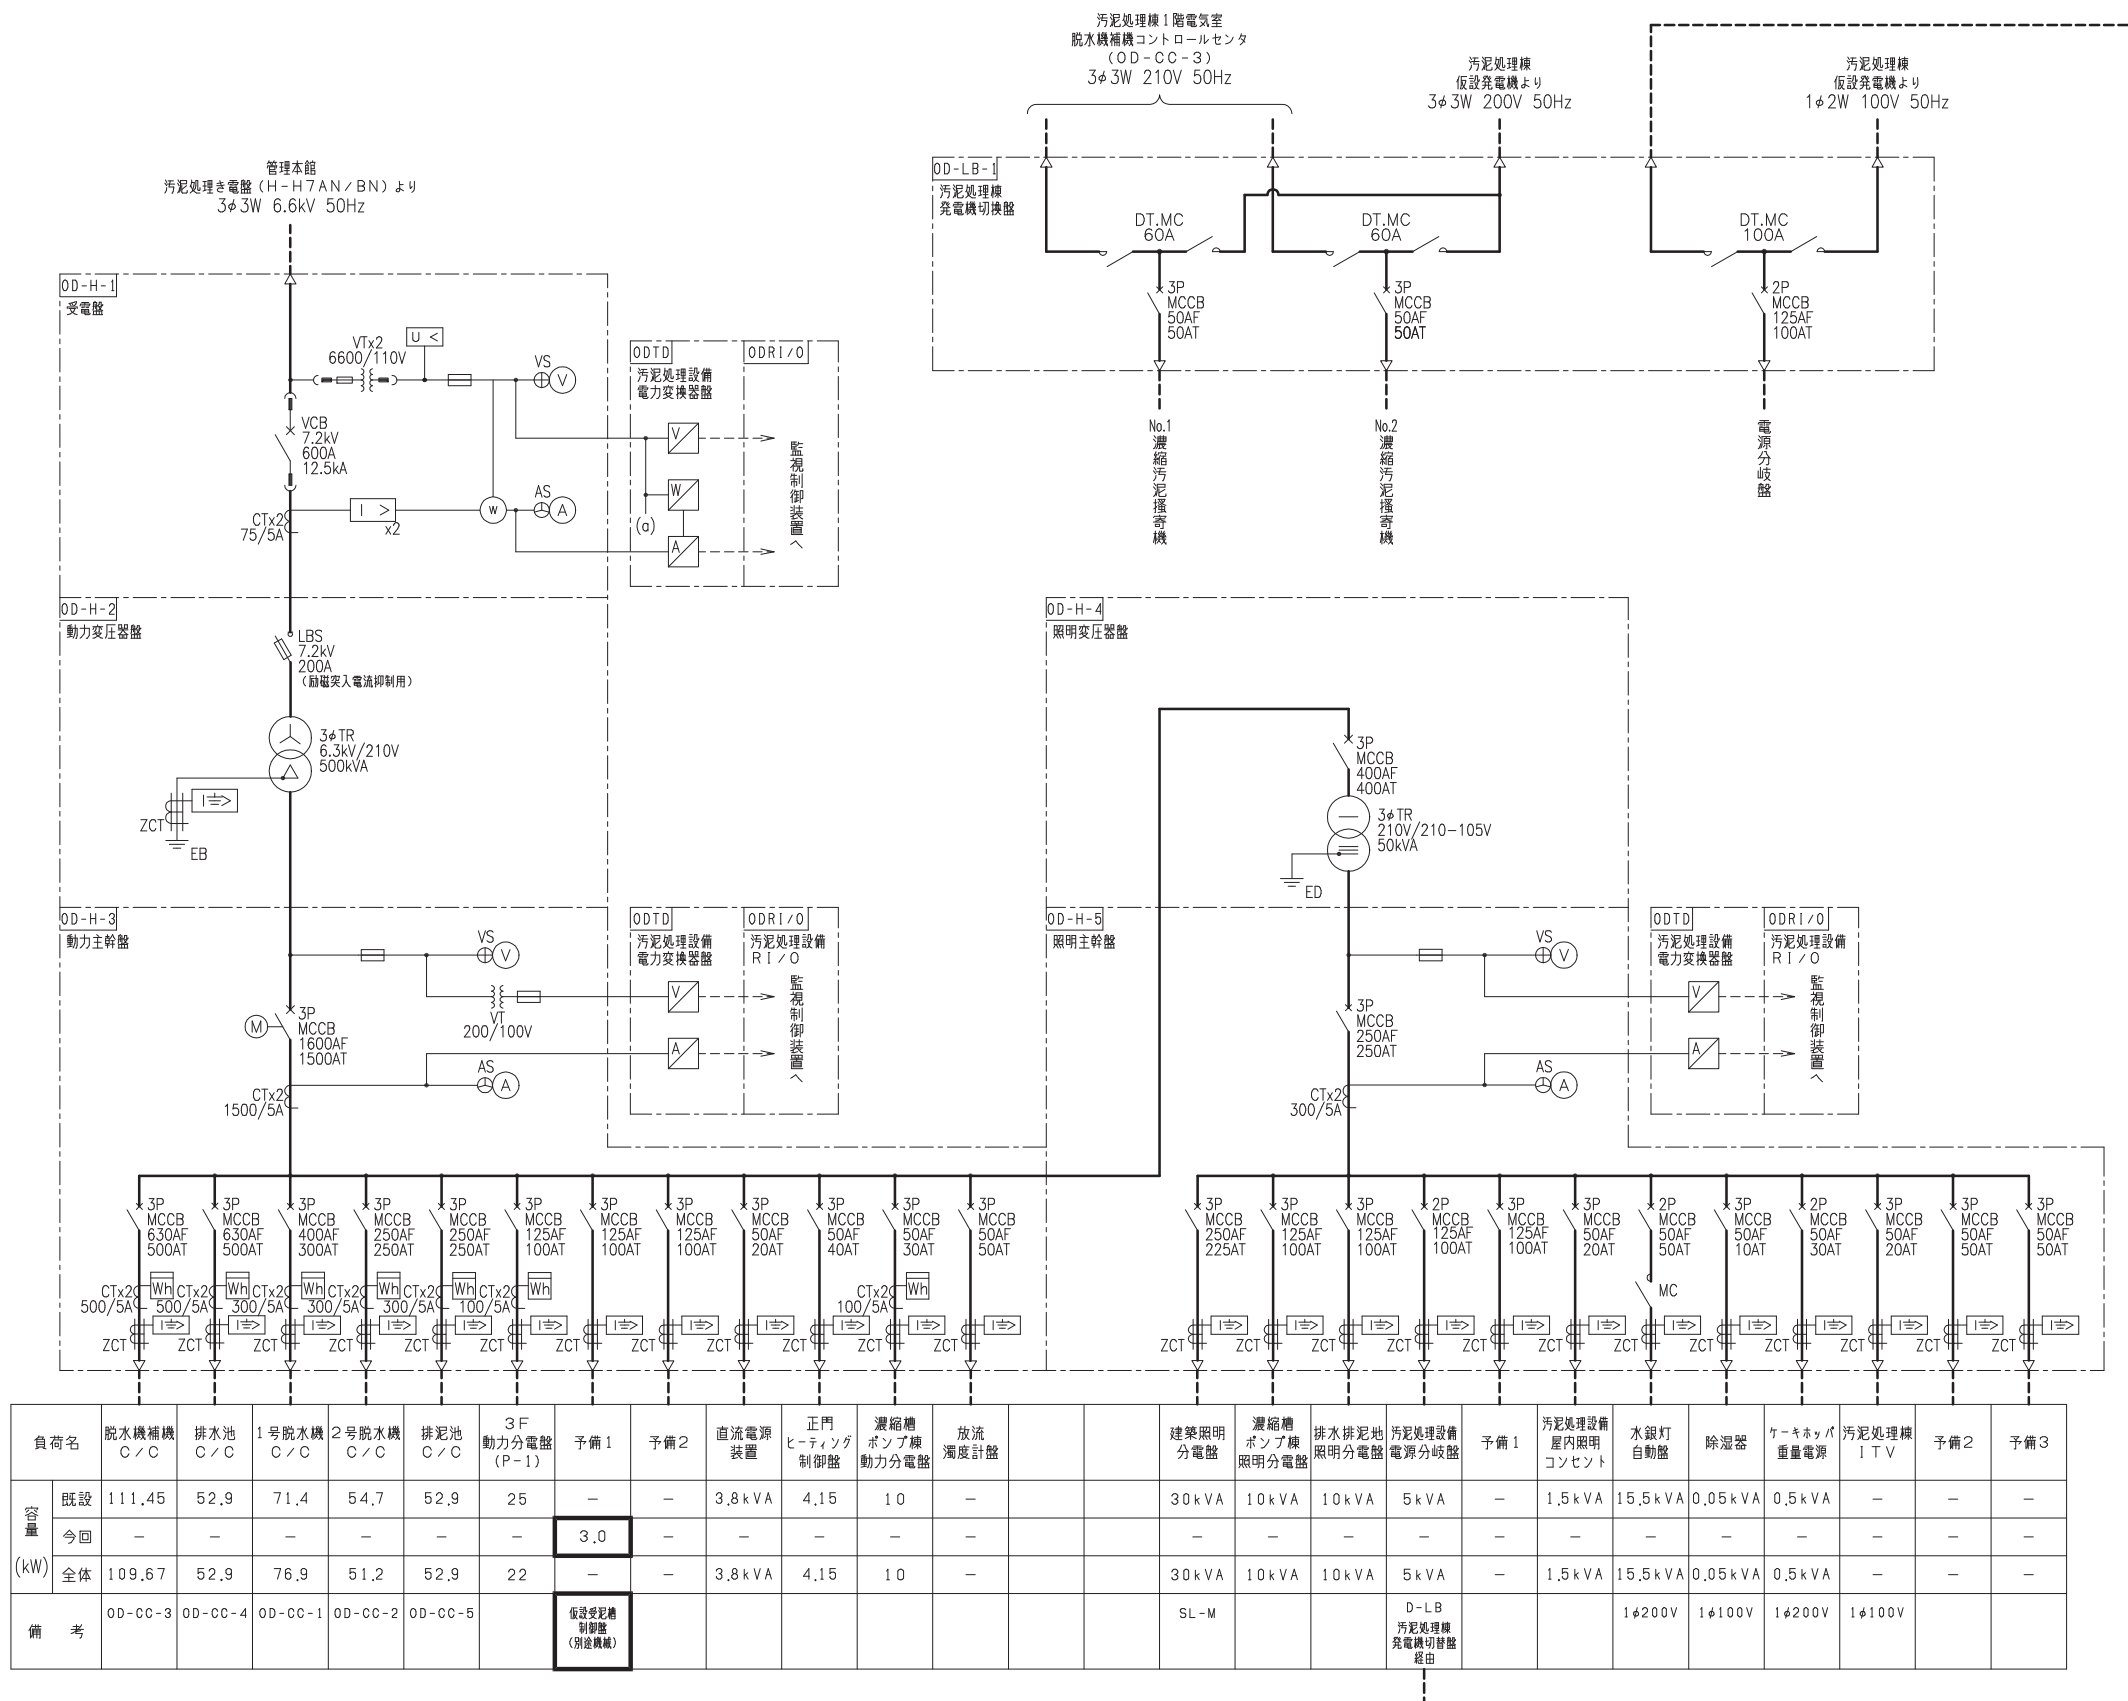 汚泥処理棟1階電気室
脱水機補機コントロールセンタ
(OD-CC-3)
3φ3W 210V 50Hz
汚泥処理棟
仮設発電機より
3φ3W 200V 50Hz
汚泥処理棟
仮設発電機より
1φ2W 100V 50Hz
OD-LB-1
汚泥処理棟
発電機切換盤
DT.MC
60A
3P
MCCB
50AF
50AT
DT.MC
60A
3P
MCCB
50AF
50AT
DT.MC
100A
2P
MCCB
125AF
100AT
No.1
濃縮汚泥掻寄機
No.2
濃縮汚泥掻寄機
電源分岐盤
管理本館
汚泥処理き電盤(H-H7AN/BN)より
3φ3W 6.6kV 50Hz
OD-H-1
受電盤
VTx2
6600/110V
U <
VS
V
VCB
7.2kV
600A
12.5kA
CTx2
75/5A
I >
x2
W
AS
A
ODTD
汚泥処理設備
電力変換器盤
ODRI/O
V
W
(a)
A
監視制御装置へ
OD-H-2
動力変圧器盤
LBS
7.2kV
200A
(励磁突入電流抑制用)
3φTR
6.3kV/210V
500kVA
I >
ZCT
EB
OD-H-3
動力主幹盤
VS
V
VT
200/100V
M
3P
MCCB
1600AF
1500AT
CTx2
1500/5A
AS
A
ODTD
汚泥処理設備
電力変換器盤
ODRI/O
汚泥処理設備
RI/O
V
A
監視制御装置へ
OD-H-4
照明変圧器盤
3P
MCCB
400AF
400AT
3φTR
210V/210-105V
50kVA
ED
OD-H-5
照明主幹盤
VS
V
3P
MCCB
250AF
250AT
CTx2
300/5A
AS
A
ODTD
汚泥処理設備
電力変換器盤
ODRI/O
汚泥処理設備
RI/O
V
A
監視制御装置へ
3P 3P 3P 3P 3P 3P 3P 3P 3P 3P 3P 3P
MCCB MCCB MCCB MCCB MCCB MCCB MCCB MCCB MCCB MCCB MCCB MCCB
630AF 630AF 400AF 250AF 250AF 125AF 125AF 125AF 50AF 50AF 50AF 50AF
500AT 500AT 300AT 250AT 250AT 100AT 100AT 100AT 20AT 40AT 30AT 50AT
Wh Wh Wh Wh Wh Wh Wh
CTx2 CTx2 CTx2 CTx2 CTx2 CTx2 CTx2
500/5A 500/5A 300/5A 300/5A 300/5A 100/5A 100/5A
ZCT ZCT ZCT ZCT ZCT ZCT ZCT ZCT ZCT ZCT ZCT ZCT
3P 3P 3P 2P 3P 3P 2P 3P 2P 3P 3P 3P
MCCB MCCB MCCB MCCB MCCB MCCB MCCB MCCB MCCB MCCB MCCB MCCB
250AF 125AF 125AF 125AF 125AF 50AF 50AF 50AF 50AF 50AF 50AF 50AF
225AT 100AT 100AT 100AT 100AT 20AT 50AT 10AT 30AT 20AT 50AT 50AT
MC
ZCT ZCT ZCT ZCT ZCT ZCT ZCT ZCT ZCT ZCT ZCT ZCT
負荷名
脱水機補機
C/C
排水池
C/C
1号脱水機
C/C
2号脱水機
C/C
排泥池
C/C
3F
動力分電盤
(P-1)
予備1
予備2
直流電源
装置
正門
ヒーティング
制御盤
濃縮槽
ポンプ棟
動力分電盤
放流
濁度計盤
建築照明
分電盤
濃縮槽
ポンプ棟
照明分電盤
排水排泥地
照明分電盤
汚泥処理設備
電源分岐盤
予備1
汚泥処理設備
屋内照明
コンセント
水銀灯
自動盤
除湿器
ケーキホッパ
重量電源
汚泥処理棟
ITV
予備2
予備3
容量
(kW)
既設 111.45 52.9 71.4 54.7 52.9 25 — — 3.8kVA 4.15 10 — 30kVA 10kVA 10kVA 5kVA — 1.5kVA 15.5kVA 0.05kVA 0.5kVA — — —
今回 — — — — — — 3.0 — — — — — — — — — — — — — — — — —
全体 109.67 52.9 76.9 51.2 52.9 22 — — 3.8kVA 4.15 10 — 30kVA 10kVA 10kVA 5kVA — 1.5kVA 15.5kVA 0.05kVA 0.5kVA — — —
備考
OD-CC-3 OD-CC-4 OD-CC-1 OD-CC-2 OD-CC-5
仮設受泥槽
制御盤
(別途機械)
SL-M
D-LB
汚泥処理棟
発電機切替盤
経由
1φ200V 1φ100V 1φ200V 1φ100V